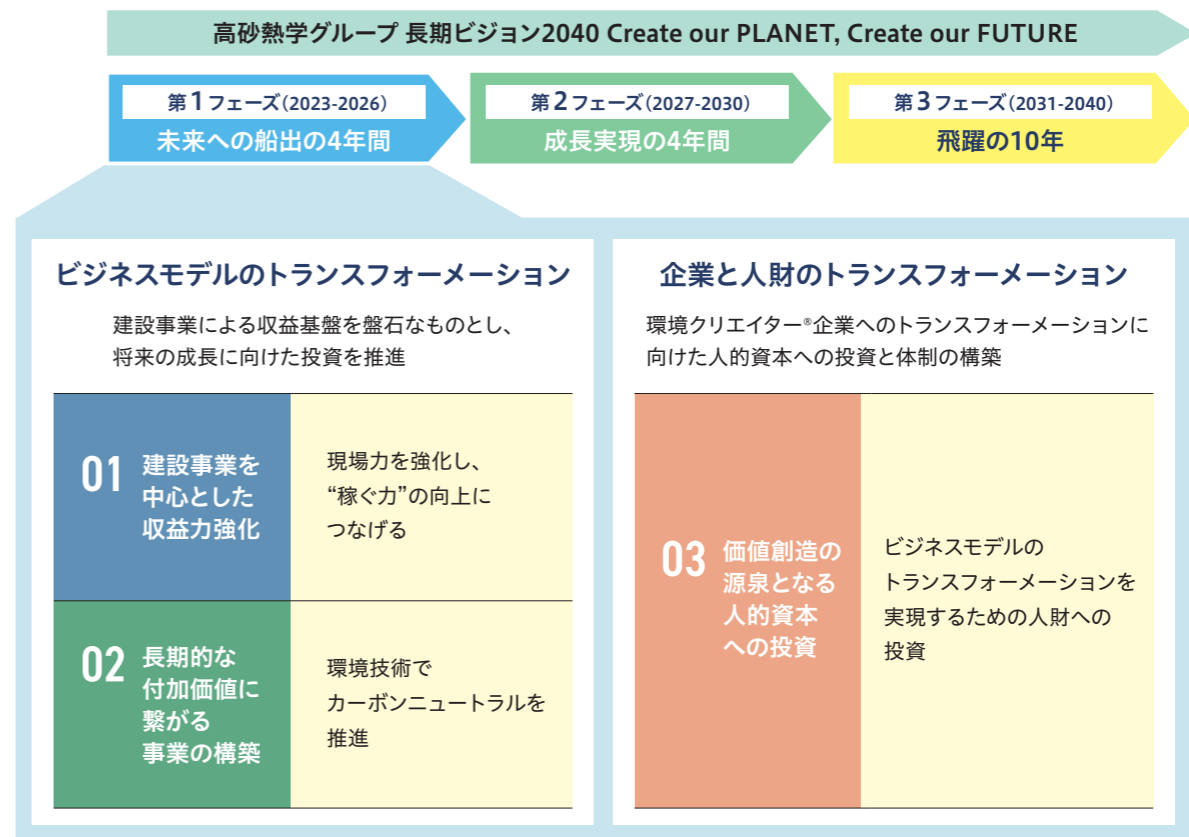 高砂熱学グループ 長期ビジョン2040 Create our PLANET, Create our FUTURE
第1フェーズ(2023-2026)
未来への船出の4年間
第2フェーズ(2027-2030)
成長実現の4年間
第3フェーズ(2031-2040)
飛躍の10年
ビジネスモデルのトランスフォーメーション
建設事業による収益基盤を盤石なものとし、
将来の成長に向けた投資を推進
01
建設事業を
中心とした
収益力強化
現場力を強化し、
“稼ぐ力”の向上に
つなげる
02
長期的な
付加価値に
繋がる
事業の構築
環境技術で
カーボンニュートラルを
推進
企業と人財のトランスフォーメーション
環境クリエイター®企業へのトランスフォーメーションに
向けた人的資本への投資と体制の構築
03
価値創造の
源泉となる
人的資本
への投資
ビジネスモデルの
トランスフォーメーションを
実現するための人財への
投資